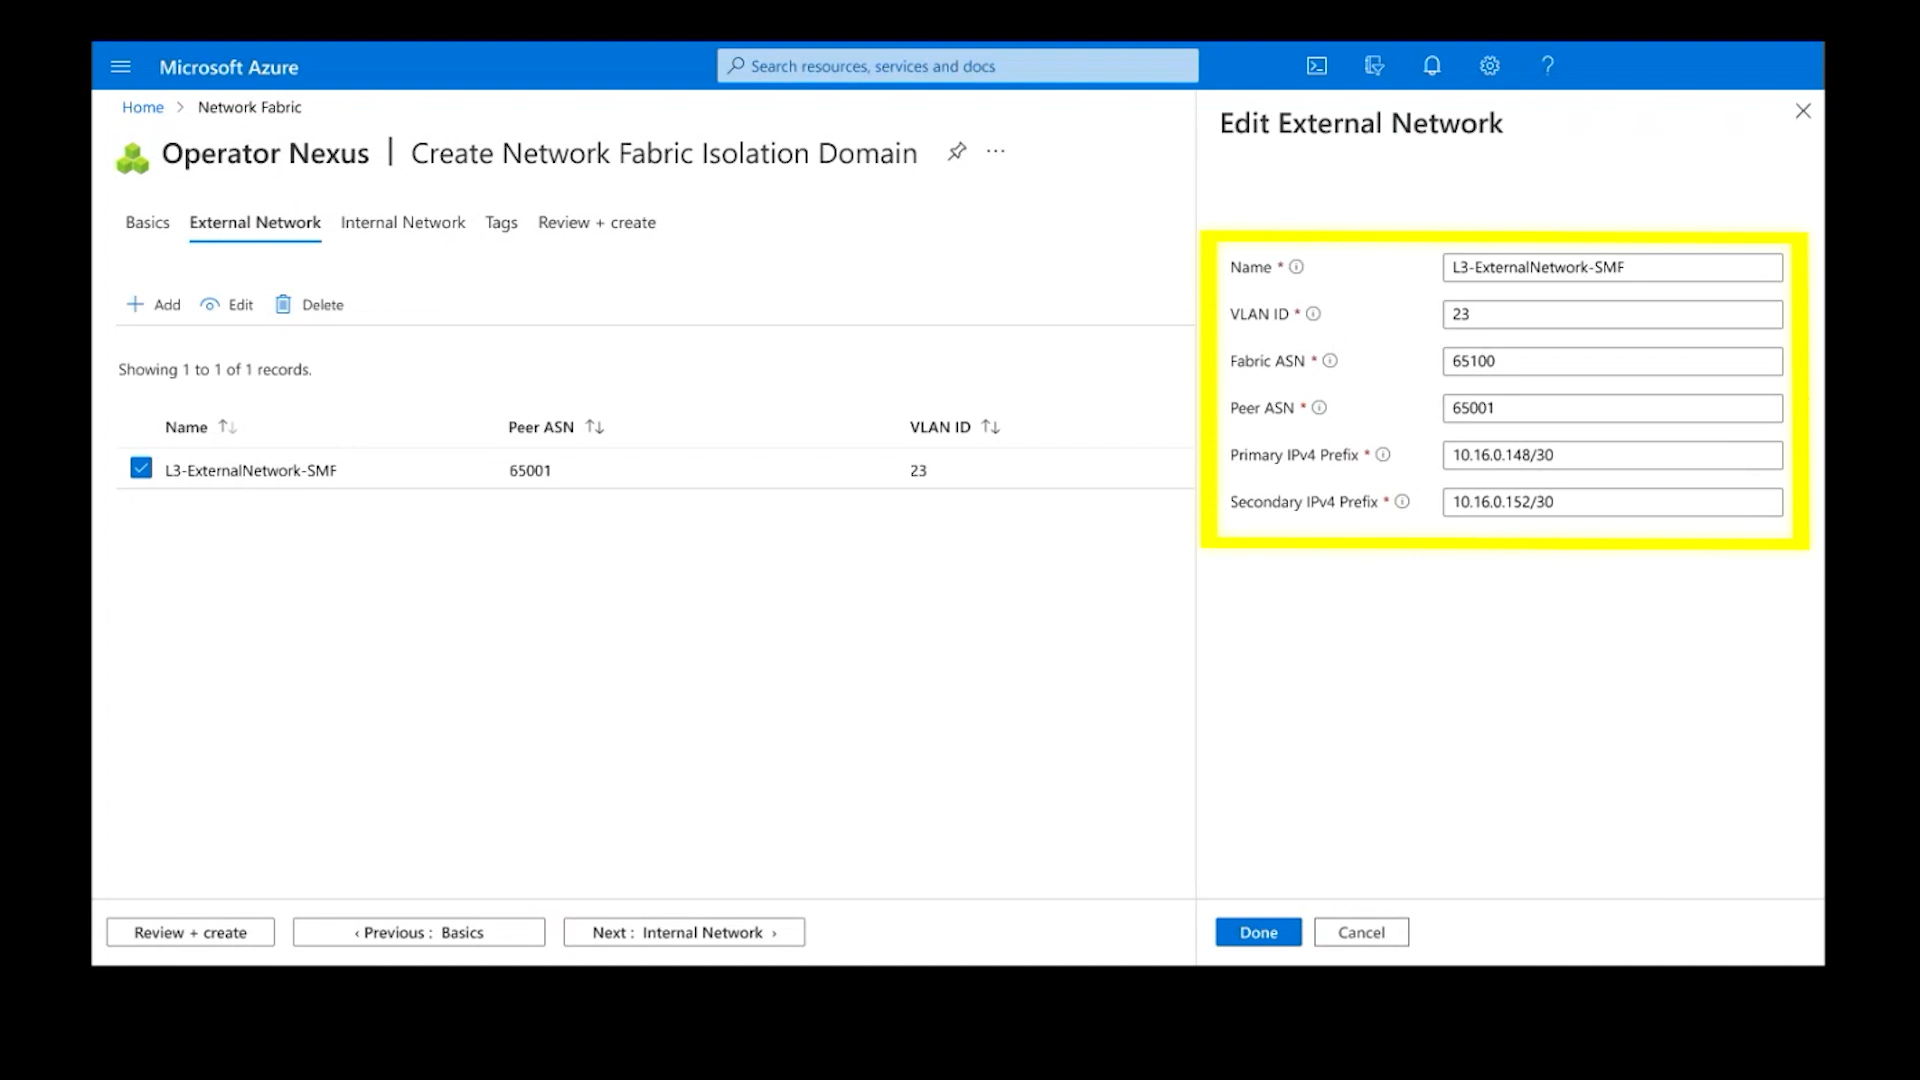 Microsoft Azure
Search resources, services and docs
Home > Network Fabric
Operator Nexus | Create Network Fabric Isolation Domain
Basics External Network Internal Network Tags Review + create
+ Add Edit Delete
Showing 1 to 1 of 1 records.
Name ↑↓ Peer ASN ↑↓ VLAN ID ↑↓
L3-ExternalNetwork-SMF 65001 23
Review + create
‹ Previous : Basics
Next : Internal Network ›
Edit External Network
Name * L3-ExternalNetwork-SMF
VLAN ID * 23
Fabric ASN * 65100
Peer ASN * 65001
Primary IPv4 Prefix * 10.16.0.148/30
Secondary IPv4 Prefix * 10.16.0.152/30
Done
Cancel